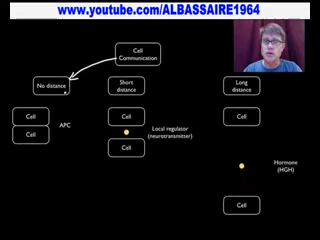 www.youtube.com/ALBASSAIRE1964
Cell
Communication
No distance
Short
distance
Long
distance
Cell
Cell
APC
Cell
Cell
Local regulator
(neurotransmitter)
Cell
Hormone
(HGH)
Cell